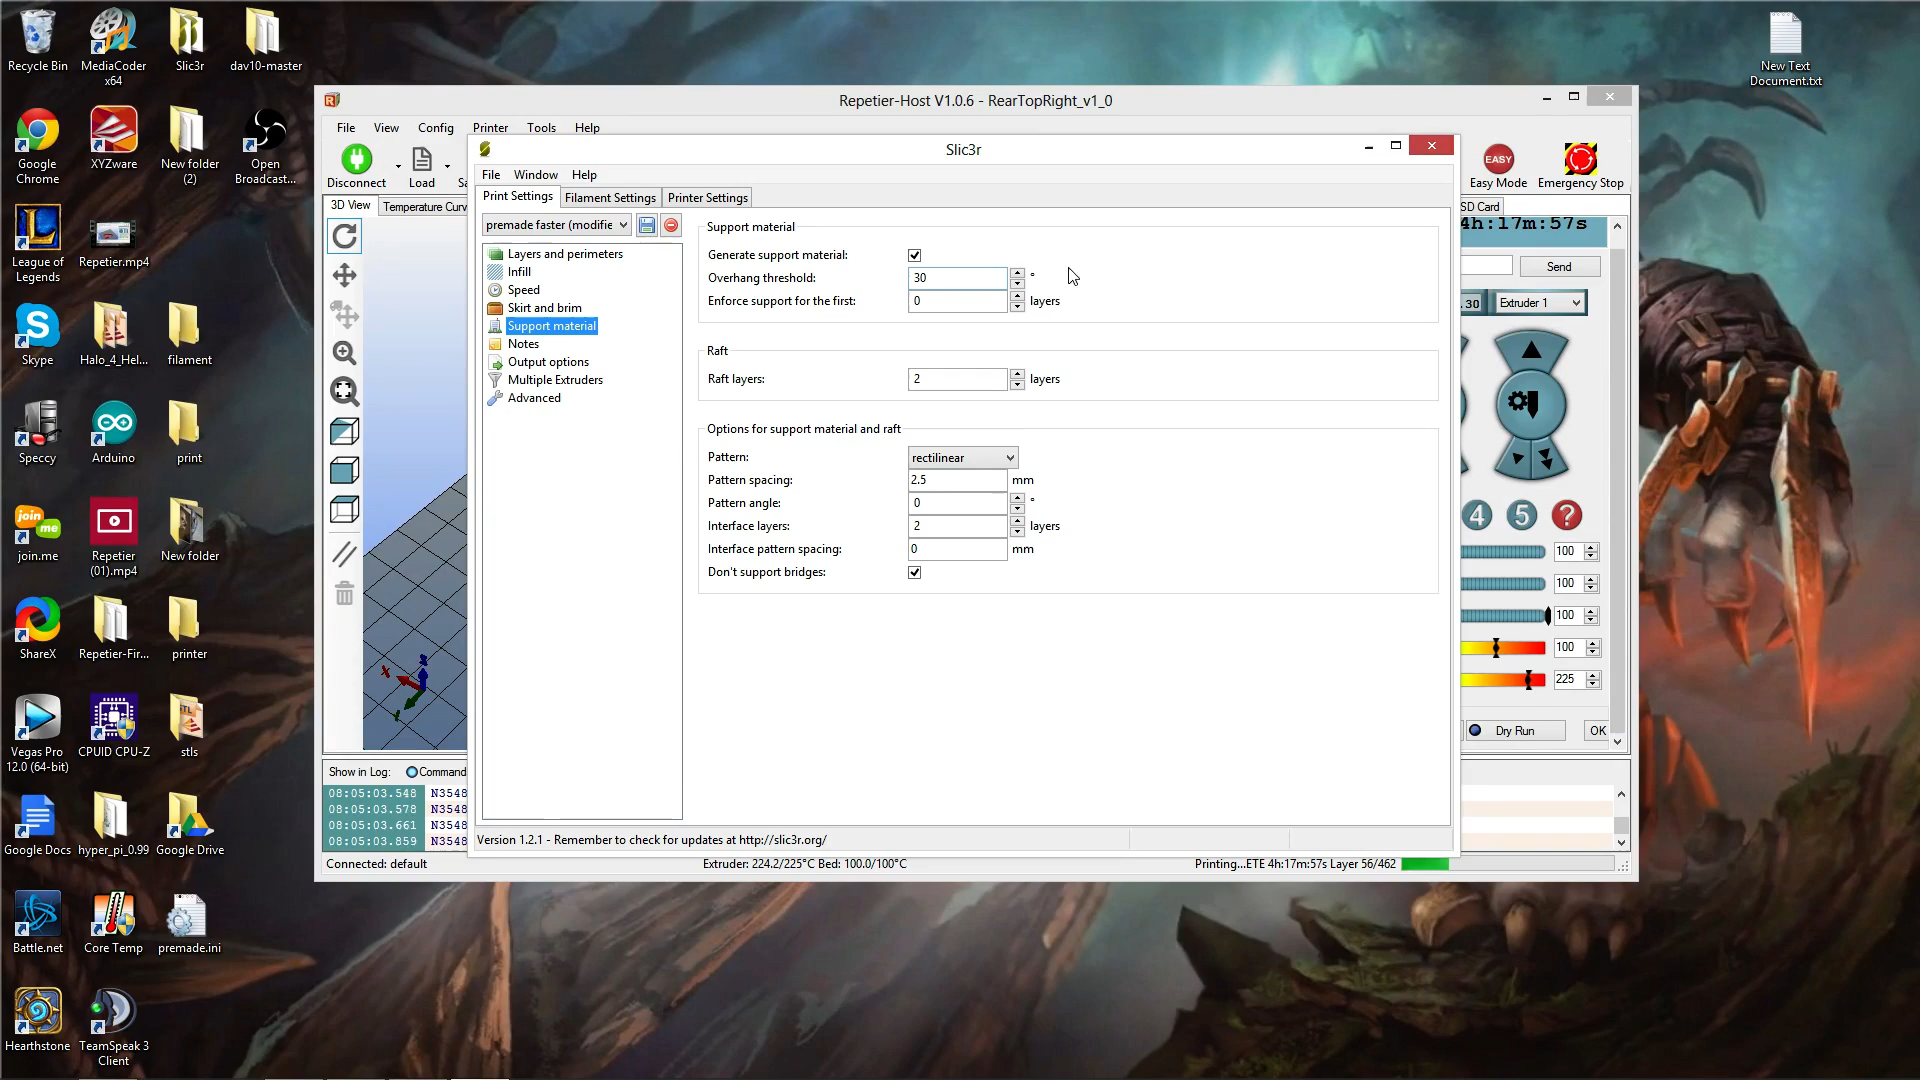 Recycle Bin
MediaCoder
x64
Slic3r
dav10-master
New Text
Document.txt
Google
Chrome
XYZware
New folder
(2)
Open
Broadcast...
League of
Legends
Repetier.mp4
Skype
Halo_4_Hel...
filament
Speccy
Arduino
print
join
me
join.me
Repetier
(01).mp4
New folder
ShareX
Repetier-Fir...
printer
Vegas Pro
12.0 (64-bit)
CPUID CPU-Z
STL
stls
Google Docs
hyper_pi_0.99
Google Drive
Battle.net
Core Temp
premade.ini
Hearthstone
TeamSpeak 3
Client
Repetier-Host V1.0.6 - RearTopRight_v1_0
File View Config Printer Tools Help
Disconnect
Load
Sa
EASY
Easy Mode
Emergency Stop
3D View
Temperature Curv
SD Card
4h:17m:57s
Send
.30
Extruder 1
4 5 ?
100
100
100
100
225
Dry Run
OK
X
Z
Y
Show in Log:
Command
08:05:03.548 N3548
08:05:03.578 N3548
08:05:03.661 N3548
08:05:03.859 N3548
Connected: default
Extruder: 224.2/225°C Bed: 100.0/100°C
Printing...ETE 4h:17m:57s Layer 56/462
Slic3r
File Window Help
Print Settings Filament Settings Printer Settings
premade faster (modifie
Layers and perimeters
Infill
Speed
Skirt and brim
Support material
Notes
Output options
Multiple Extruders
Advanced
Support material
Generate support material:
Overhang threshold: 30 °
Enforce support for the first: 0 layers
Raft
Raft layers: 2 layers
Options for support material and raft
Pattern: rectilinear
Pattern spacing: 2.5 mm
Pattern angle: 0 °
Interface layers: 2 layers
Interface pattern spacing: 0 mm
Don't support bridges:
Version 1.2.1 - Remember to check for updates at http://slic3r.org/